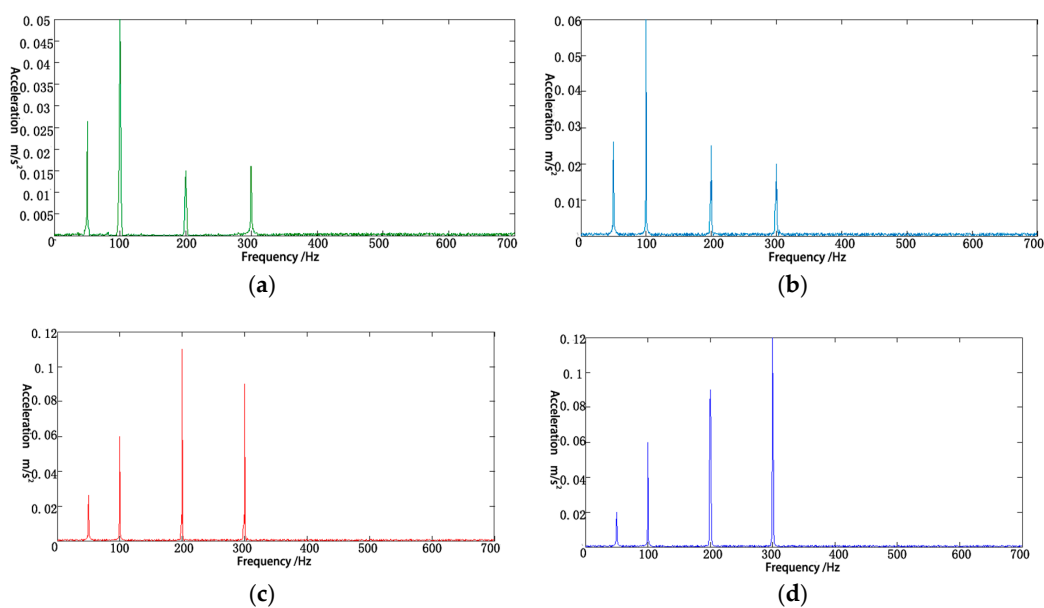 0. 05
0. 045
0. 04
0. 035
0. 03
0. 025
0. 02
0. 015
0. 01
0. 005
Acceleration m/s²
0 100 200 300 400 500 600 700
Frequency /Hz
(a)
0. 06
0. 05
0. 04
0. 03
0. 02
0. 01
Acceleration m/s²
0 100 200 300 400 500 600 700
Frequency /Hz
(b)
0. 12
0. 1
0. 08
0. 06
0. 04
0. 02
Acceleration m/s²
0 100 200 300 400 500 600 700
Frequency /Hz
(c)
0. 12
0. 1
0. 08
0. 06
0. 04
0. 02
Acceleration m/s²
0 100 200 300 400 500 600 700
Frequency /Hz
(d)